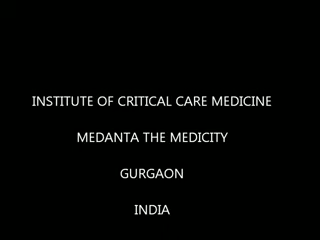 INSTITUTE OF CRITICAL CARE MEDICINE
MEDANTA THE MEDICITY
GURGAON
INDIA